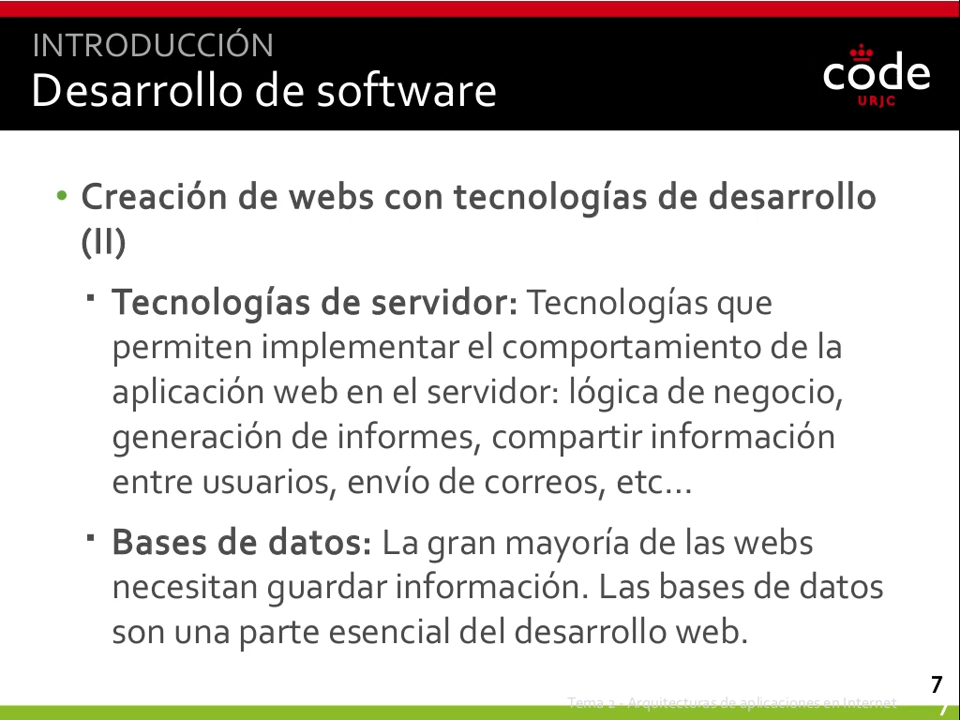 INTRODUCCIÓN
Desarrollo de software
code
URJC
• Creación de webs con tecnologías de desarrollo
(II)
▪ Tecnologías de servidor: Tecnologías que
permiten implementar el comportamiento de la
aplicación web en el servidor: lógica de negocio,
generación de informes, compartir información
entre usuarios, envío de correos, etc...
▪ Bases de datos: La gran mayoría de las webs
necesitan guardar información. Las bases de datos
son una parte esencial del desarrollo web.
7
Tema 2 - Arquitecturas de aplicaciones en Internet
7